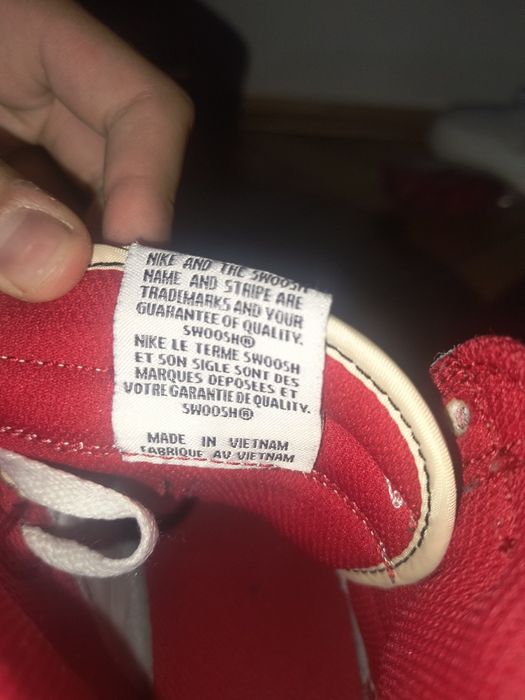 NIKE AND THE SWOOSH
NAME AND STRIPE ARE
TRADEMARKS AND YOUR
GUARANTEE OF QUALITY.
SWOOSH®
NIKE LE TERME SWOOSH
ET SON SIGLE SONT DES
MARQUES DEPOSEES ET
VOTRE GARANTIE DE QUALITY.
SWOOSH®
MADE IN VIETNAM
FABRIQUE AU VIETNAM